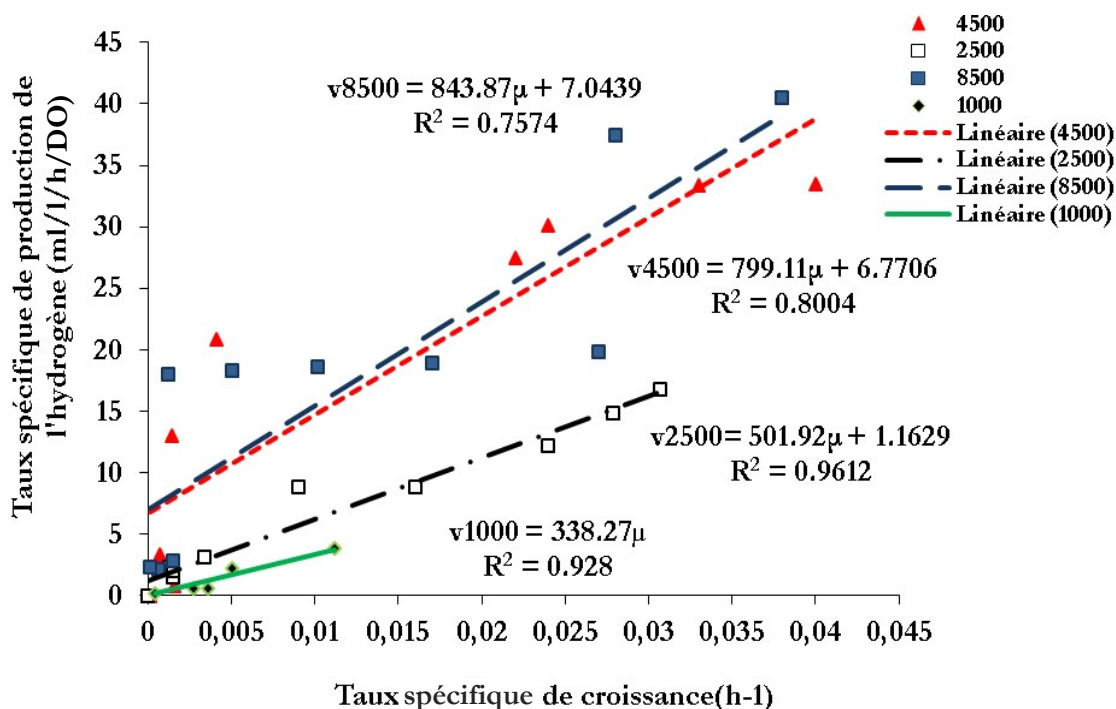 4500
2500
8500
1000
Linéaire (4500)
Linéaire (2500)
Linéaire (8500)
Linéaire (1000)
Taux spécifique de production de
l'hydrogène (ml/l/h/DO)
45
40
35
30
25
20
15
10
5
0
v8500 = 843.87µ + 7.0439
R² = 0.7574
v4500 = 799.11µ + 6.7706
R² = 0.8004
v2500 = 501.92µ + 1.1629
R² = 0.9612
v1000 = 338.27µ
R² = 0.928
0 0,005 0,01 0,015 0,02 0,025 0,03 0,035 0,04 0,045
Taux spécifique de croissance(h-1)